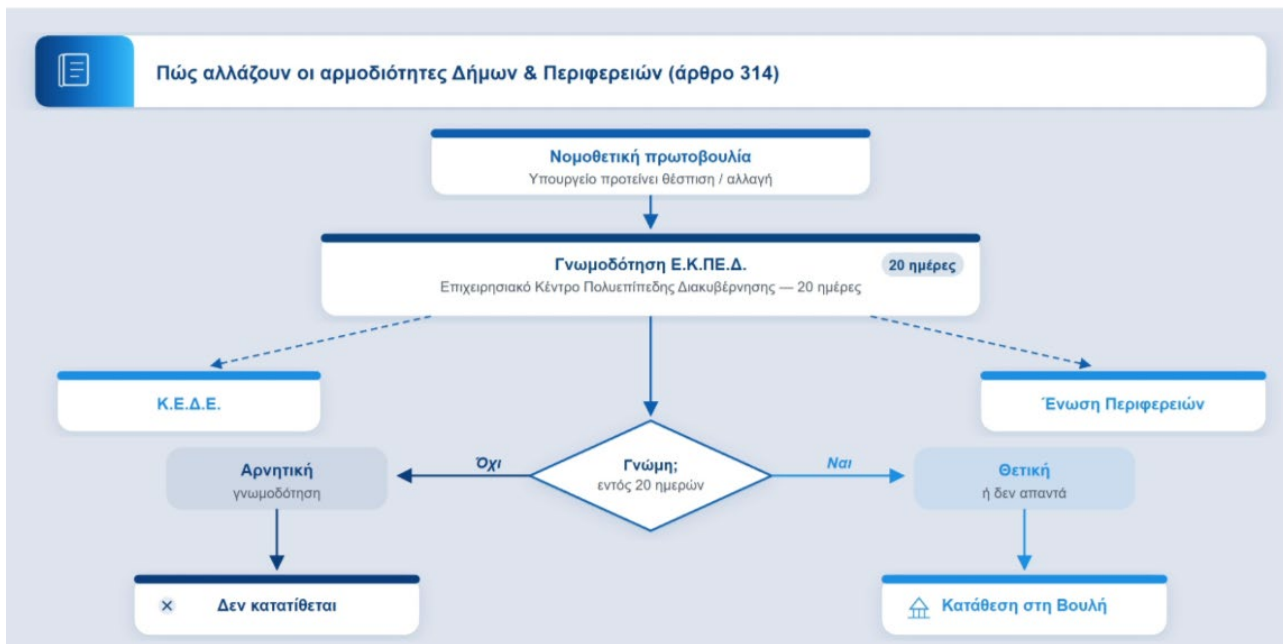 Πώς αλλάζουν οι αρμοδιότητες Δήμων & Περιφερειών (άρθρο 314)
Νομοθετική πρωτοβουλία
Υπουργείο προτείνει θέσπιση / αλλαγή
Γνωμοδότηση Ε.Κ.ΠΕ.Δ.
20 ημέρες
Επιχειρησιακό Κέντρο Πολυεπίπεδης Διακυβέρνησης — 20 ημέρες
Κ.Ε.Δ.Ε.
Ένωση Περιφερειών
Αρνητική
γνωμοδότηση
Όχι
Γνώμη;
εντός 20 ημερών
Ναι
Θετική
ή δεν απαντά
Δεν κατατίθεται
Κατάθεση στη Βουλή